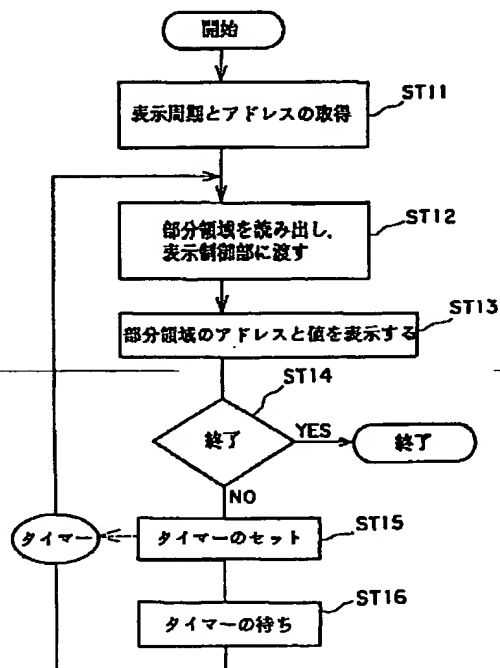 開始
表示周期とアドレスの取得
ST11
部分領域を読み出し、
表示制御部に渡す
ST12
部分領域のアドレスと値を表示する
ST13
ST14
終了
YES
終了
NO
タイマー
タイマーのセット
ST15
タイマーの待ち
ST16